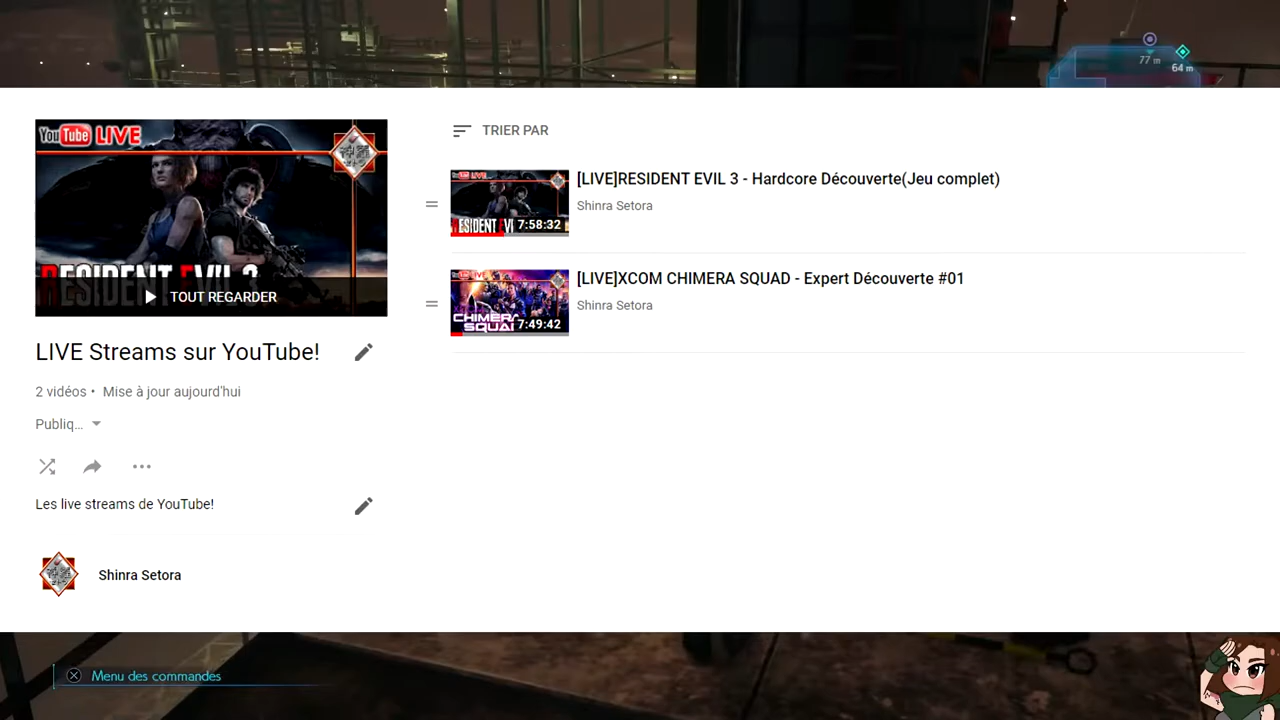 77 m
64 m
YouTube LIVE
RESIDENT EVIL 3
TOUT REGARDER
LIVE Streams sur YouTube!
2 vidéos • Mise à jour aujourd'hui
Publiq...
Les live streams de YouTube!
Shinra Setora
TRIER PAR
[LIVE]RESIDENT EVIL 3 - Hardcore Découverte(Jeu complet)
Shinra Setora
YouTube LIVE
RESIDENT EVI
7:58:32
[LIVE]XCOM CHIMERA SQUAD - Expert Découverte #01
Shinra Setora
CHIMERA
SQUAD
7:49:42
Menu des commandes